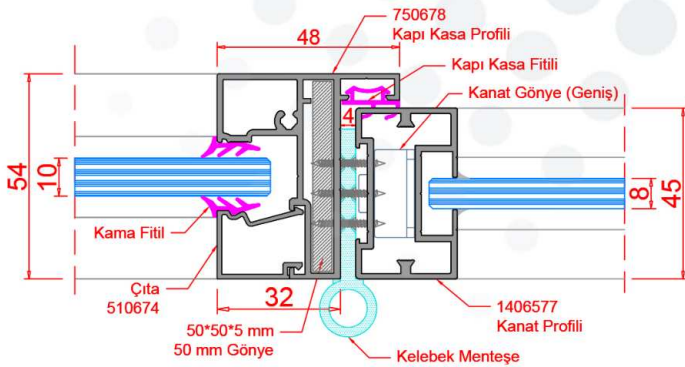 750678
Kapı Kasa Profili
48
Kapı Kasa Fitili
Kanat Gönye (Geniş)
4
54
10
8
45
Kama Fitil
Çıta
510674
32
50*50*5 mm
50 mm Gönye
1406577
Kanat Profili
Kelebek Menteşe